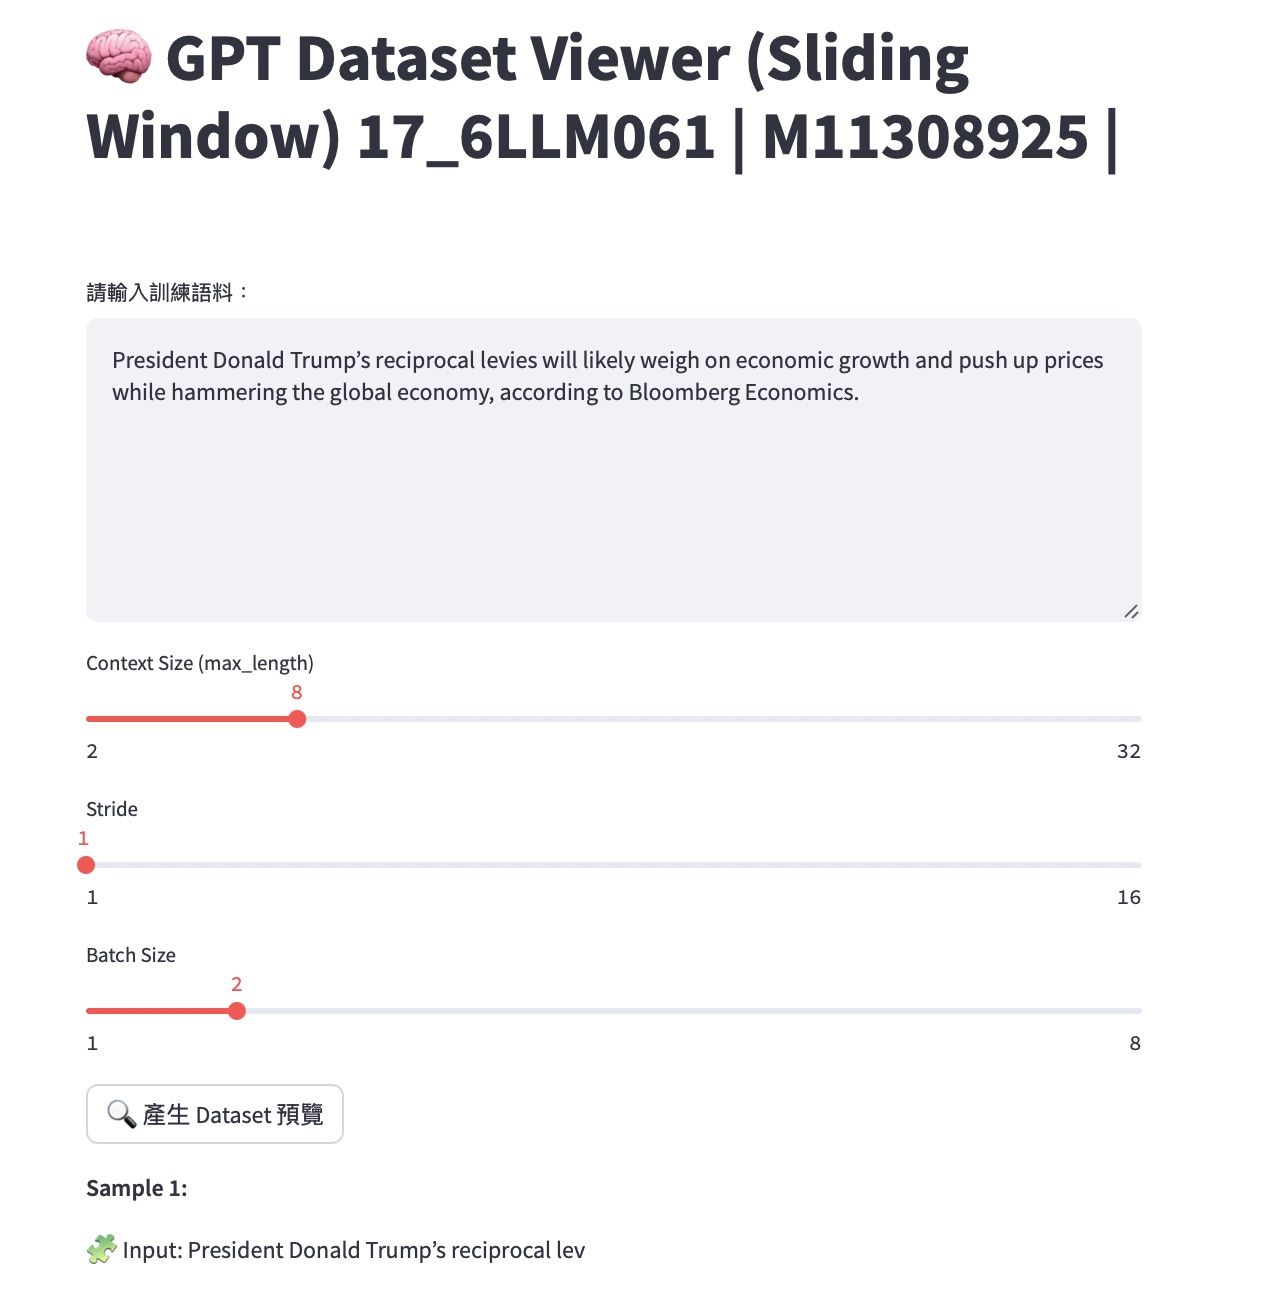 🧠 GPT Dataset Viewer (Sliding
Window) 17_6LLM061 | M11308925 |
請輸入訓練語料：
President Donald Trump’s reciprocal levies will likely weigh on economic growth and push up prices
while hammering the global economy, according to Bloomberg Economics.
Context Size (max_length)
8
2 32
Stride
1
1 16
Batch Size
2
1 8
🔍 產生 Dataset 預覽
Sample 1:
🧩 Input: President Donald Trump’s reciprocal lev